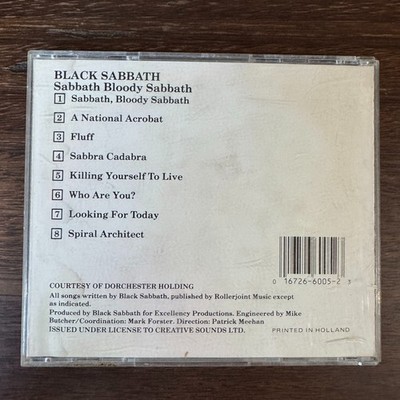 BLACK SABBATH
Sabbath Bloody Sabbath
1 Sabbath, Bloody Sabbath
2 A National Acrobat
3 Fluff
4 Sabbra Cadabra
5 Killing Yourself To Live
6 Who Are You?
7 Looking For Today
8 Spiral Architect
0 16726-6005-2 3
COURTESY OF DORCHESTER HOLDING
All songs written by Black Sabbath, published by Rollerjoint Music except
as indicated.
Produced by Black Sabbath for Excellency Productions. Engineered by Mike
Butcher/Coordination: Mark Forster. Direction: Patrick Meehan
ISSUED UNDER LICENSE TO CREATIVE SOUNDS LTD.
PRINTED IN HOLLAND